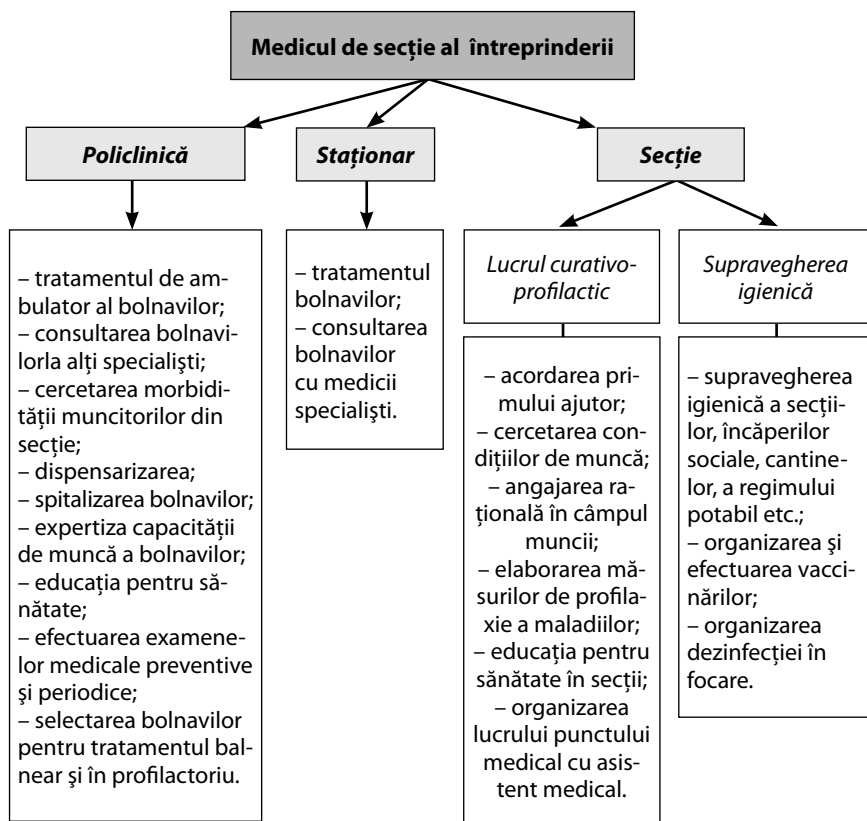 Medicul de secție al întreprinderii
Policlinică
Staționar
Secție
– tratamentul de am-
bulator al bolnavilor;
– consultarea bolnavi-
lorla alți specialişti;
– cercetarea morbidi-
tății muncitorilor din
secție;
– dispensarizarea;
– spitalizarea bolnavilor;
– expertiza capacității
de muncă a bolnavilor;
– educația pentru să-
nătate;
– efectuarea examene-
lor medicale preventive
şi periodice;
– selectarea bolnavilor
pentru tratamentul bal-
near şi în profilactoriu.
– tratamentul
bolnavilor;
– consultarea
bolnavilor
cu medicii
specialişti.
Lucrul curativo-
profilactic
– acordarea pri-
mului ajutor;
– cercetarea con-
dițiilor de muncă;
– angajarea ra-
țională în câmpul
muncii;
– elaborarea mă-
surilor de profila-
xie a maladiilor;
– educația pentru
sănătate în secții;
– organizarea
lucrului punctului
medical cu asis-
tent medical.
Supravegherea
igienică
– supravegherea
igienică a secții-
lor, încăperilor
sociale, cantine-
lor, a regimului
potabil etc.;
– organizarea şi
efectuarea vacci-
nărilor;
– organizarea
dezinfecției în
focare.